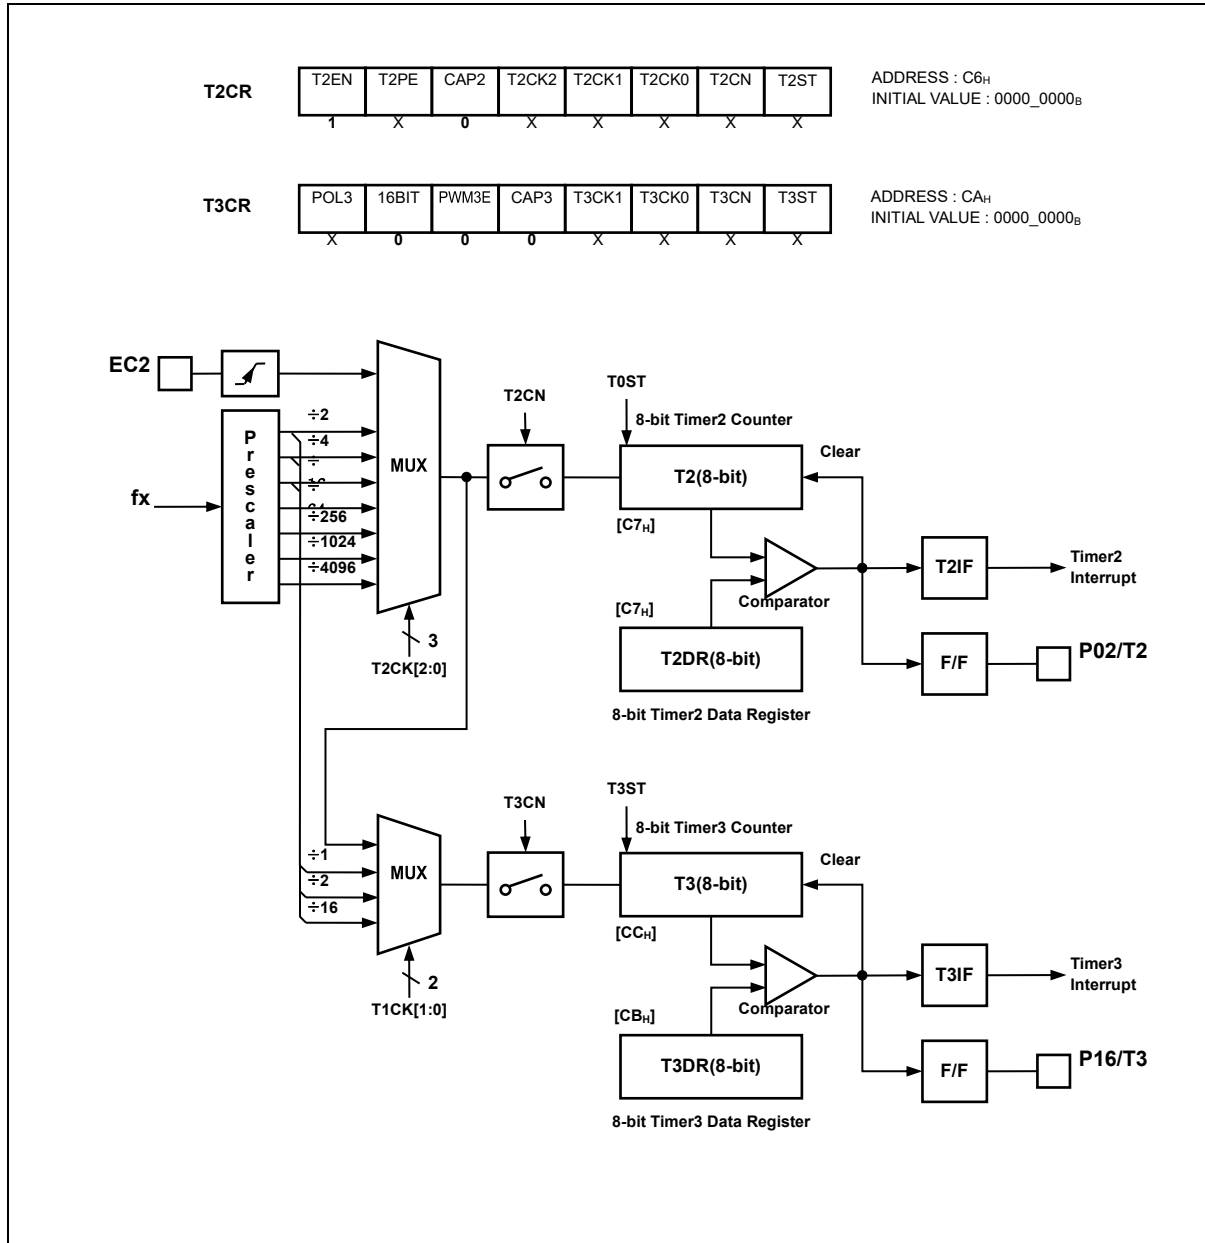 T2CR
T2EN T2PE CAP2 T2CK2 T2CK1 T2CK0 T2CN T2ST
1 X 0 X X X X X
ADDRESS : C6H
INITIAL VALUE : 0000_0000B
T3CR
POL3 16BIT PWM3E CAP3 T3CK1 T3CK0 T3CN T3ST
X 0 0 0 X X X X
ADDRESS : CAH
INITIAL VALUE : 0000_0000B
EC2
fx
Prescaler
÷2
÷4
÷
÷
÷256
÷1024
÷4096
MUX
3
T2CK[2:0]
T2CN
T0ST
8-bit Timer2 Counter
T2(8-bit)
Clear
[C7H]
Comparator
[C7H]
T2DR(8-bit)
8-bit Timer2 Data Register
T2IF
Timer2
Interrupt
F/F
P02/T2
÷1
÷2
÷16
MUX
2
T1CK[1:0]
T3CN
T3ST
8-bit Timer3 Counter
T3(8-bit)
Clear
[CCH]
Comparator
[CBH]
T3DR(8-bit)
8-bit Timer3 Data Register
T3IF
Timer3
Interrupt
F/F
P16/T3